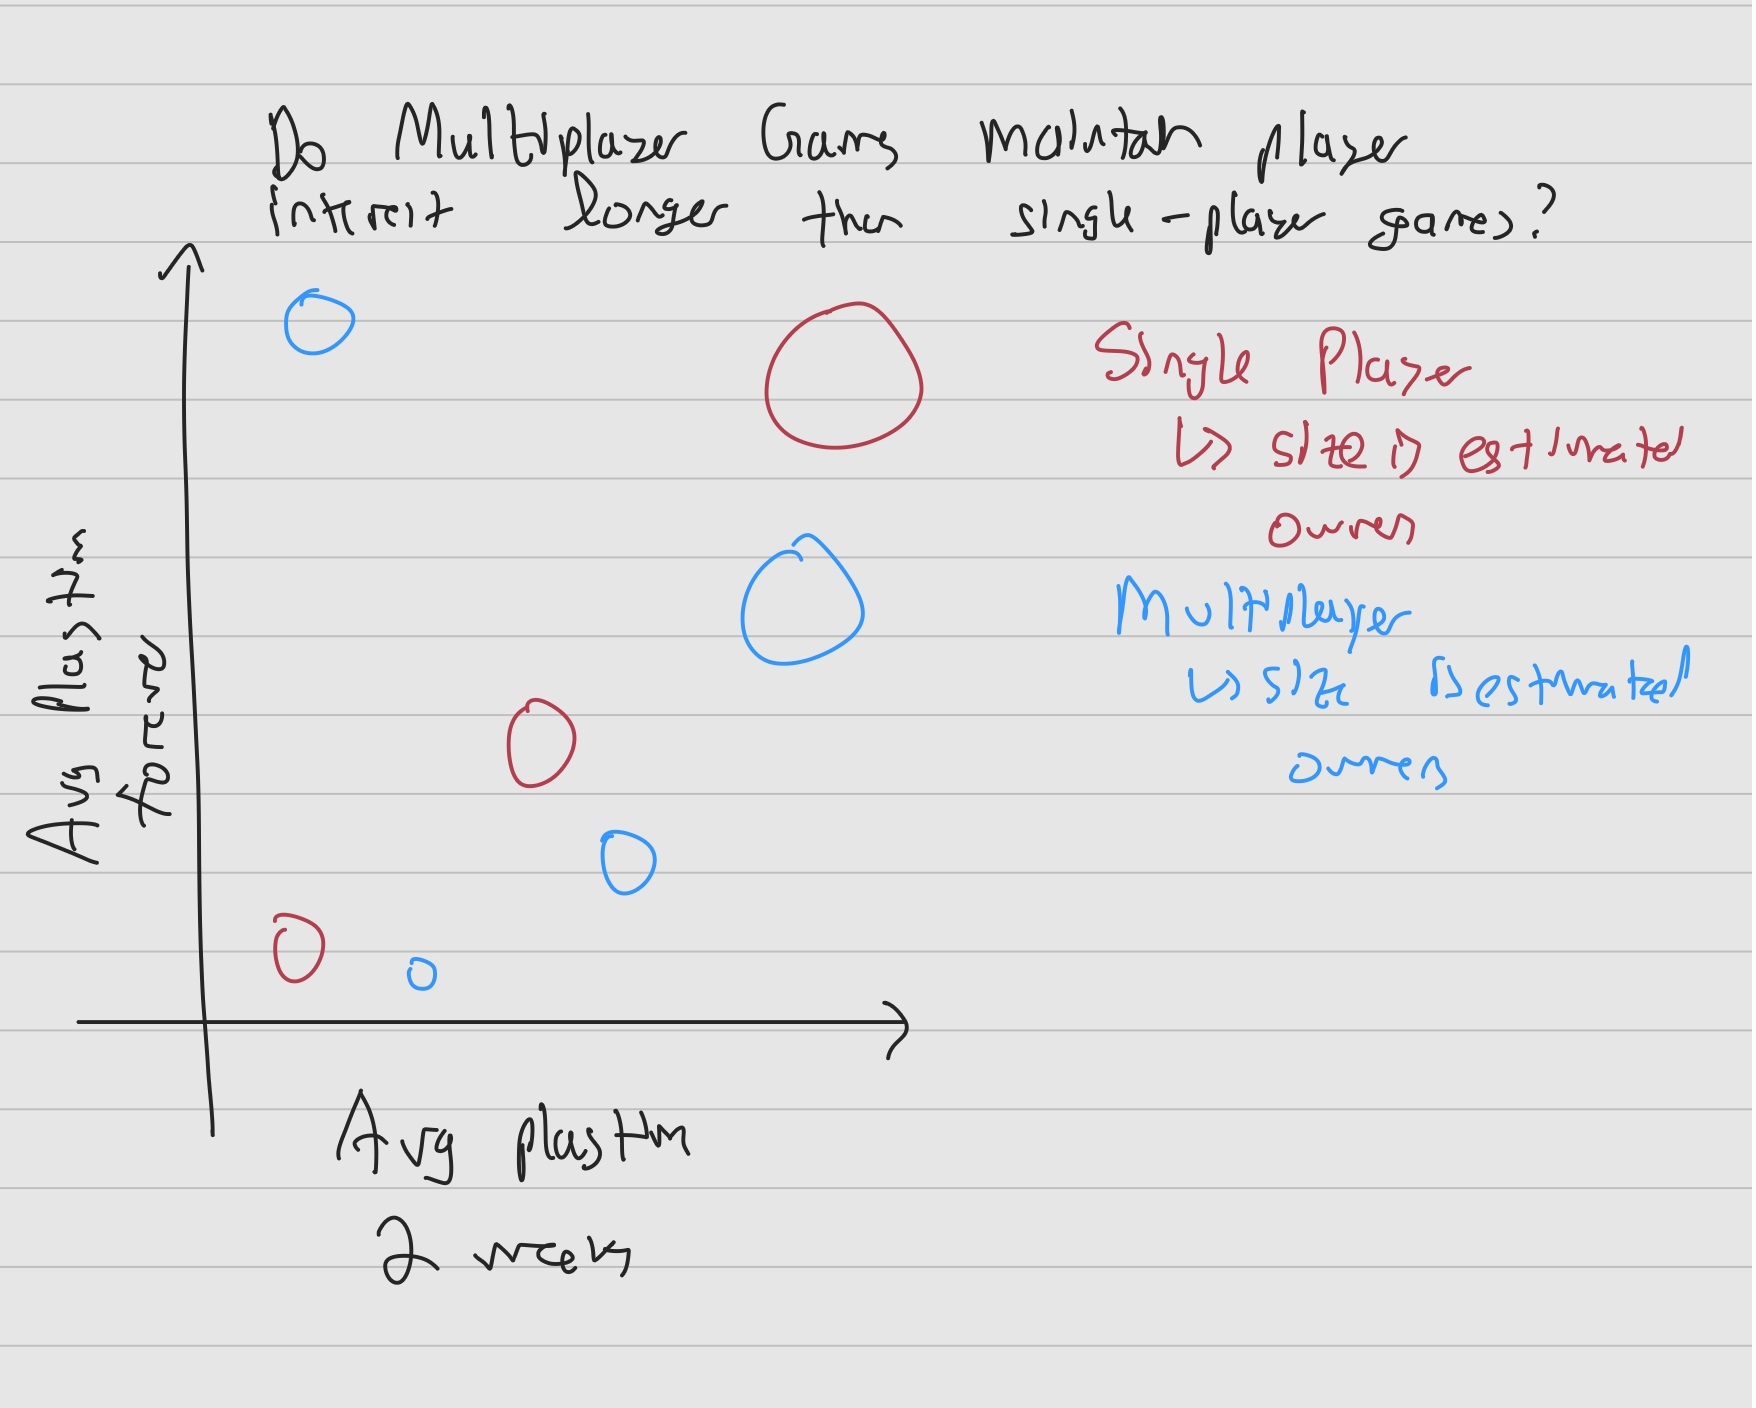 Do Multiplayer Games maintain player
interest longer than single-player games?
Single Player
↳ size is estimated
owners
Multiplayer
↳ size is estimated
owners
Avg Playtime
forever
Avg playtime
2 weeks